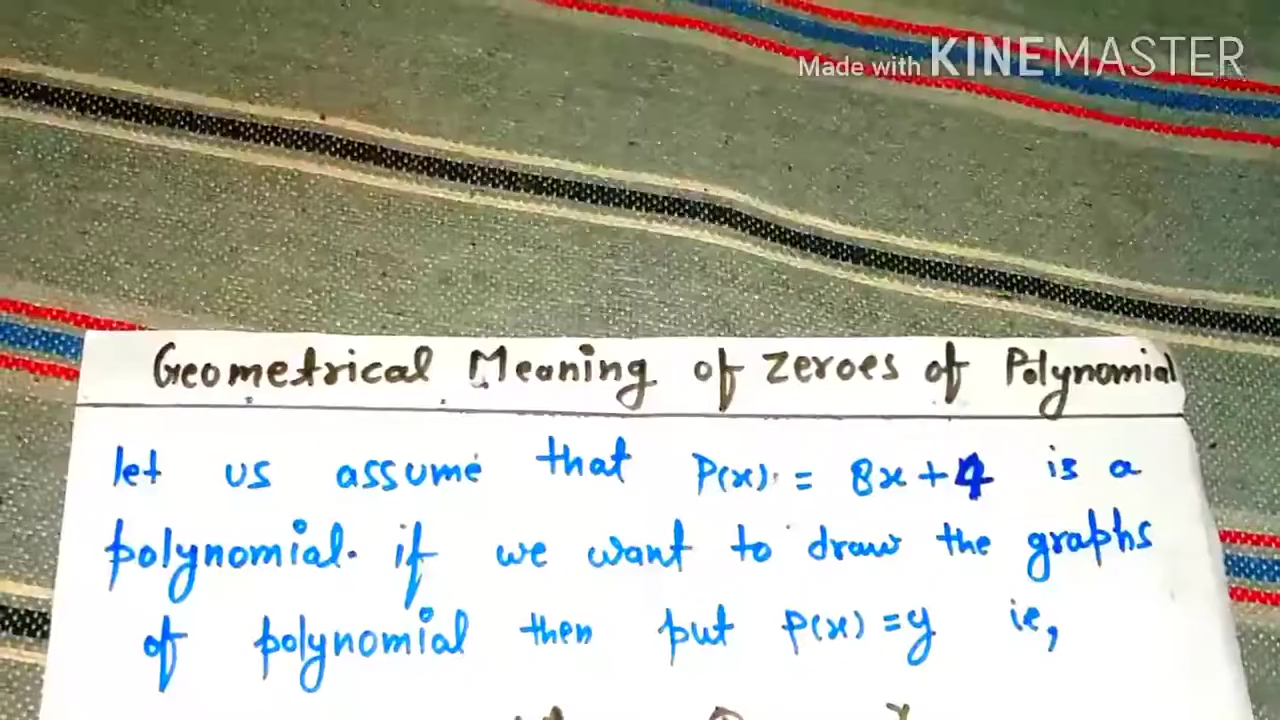 Made with KINEMASTER
Geometrical Meaning of zeroes of Polynomial
let us assume that P(x) = 8x+4 is a
polynomial. if we want to draw the graphs
of polynomial then put P(x) =y ie,